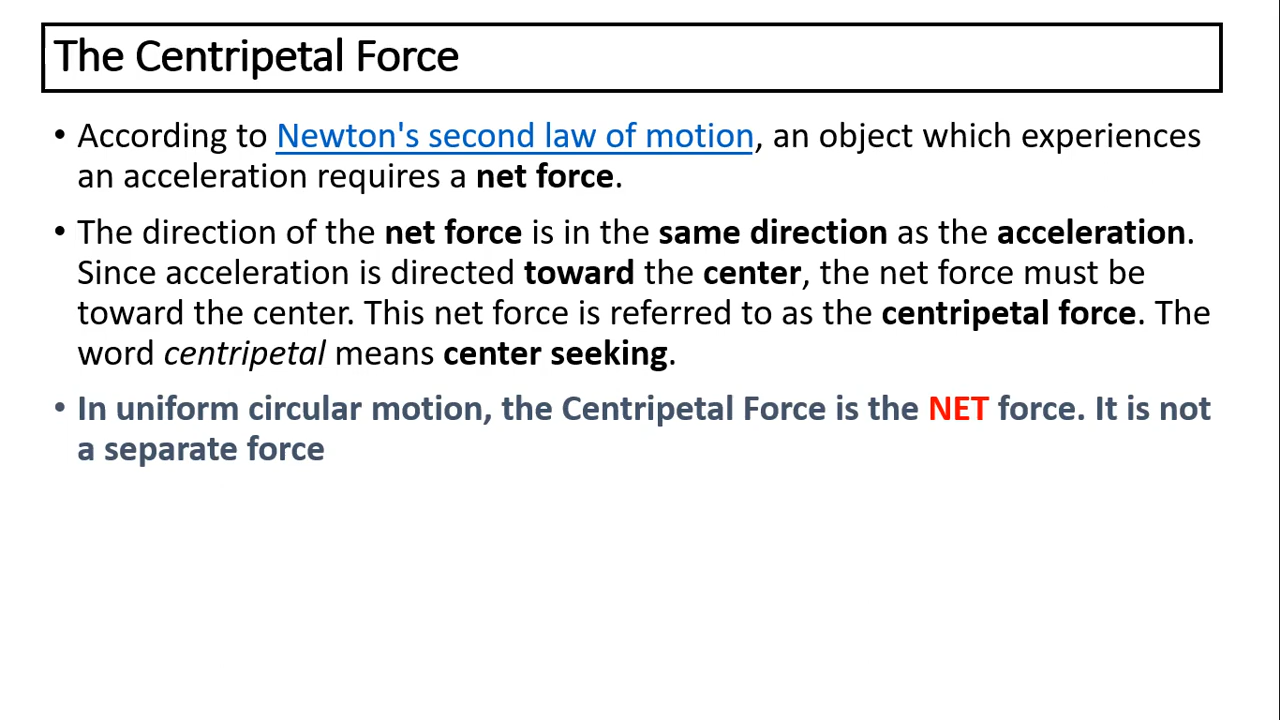 The Centripetal Force
• According to Newton's second law of motion, an object which experiences
an acceleration requires a net force.
• The direction of the net force is in the same direction as the acceleration.
Since acceleration is directed toward the center, the net force must be
toward the center. This net force is referred to as the centripetal force. The
word centripetal means center seeking.
• In uniform circular motion, the Centripetal Force is the NET force. It is not
a separate force